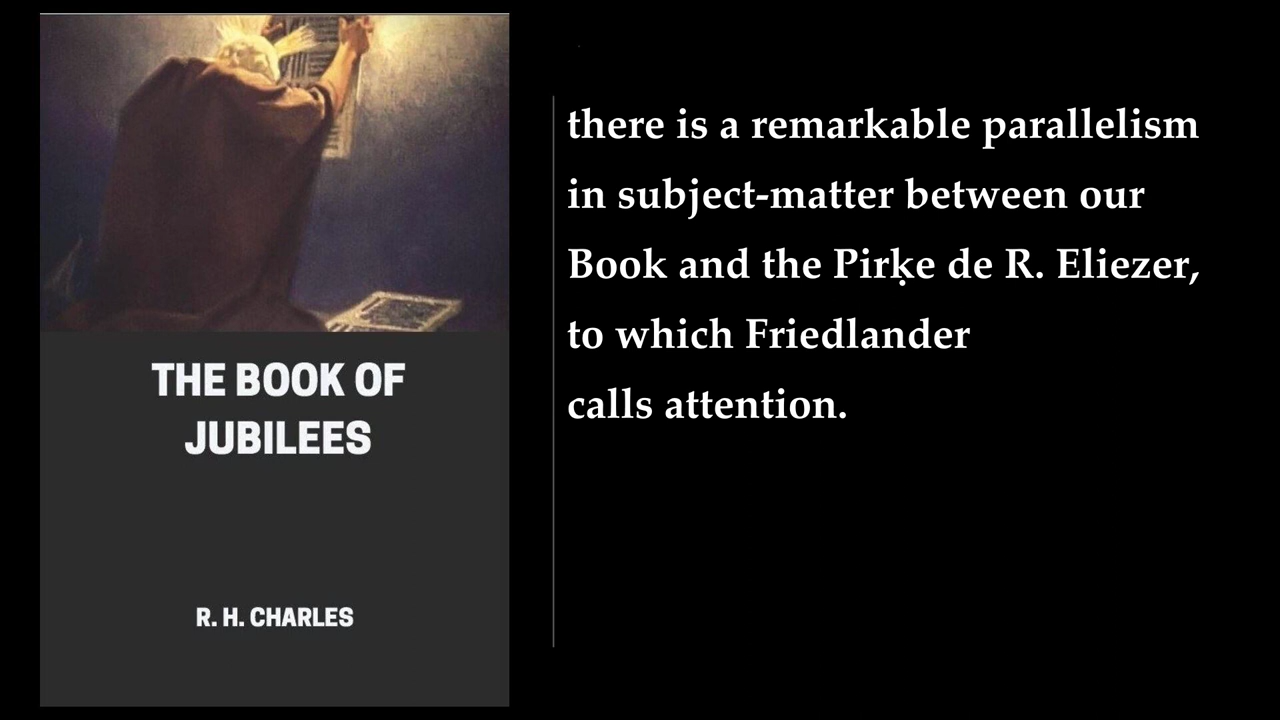 THE BOOK OF
JUBILEES
R. H. CHARLES
there is a remarkable parallelism
in subject-matter between our
Book and the Pirḳe de R. Eliezer,
to which Friedlander
calls attention.